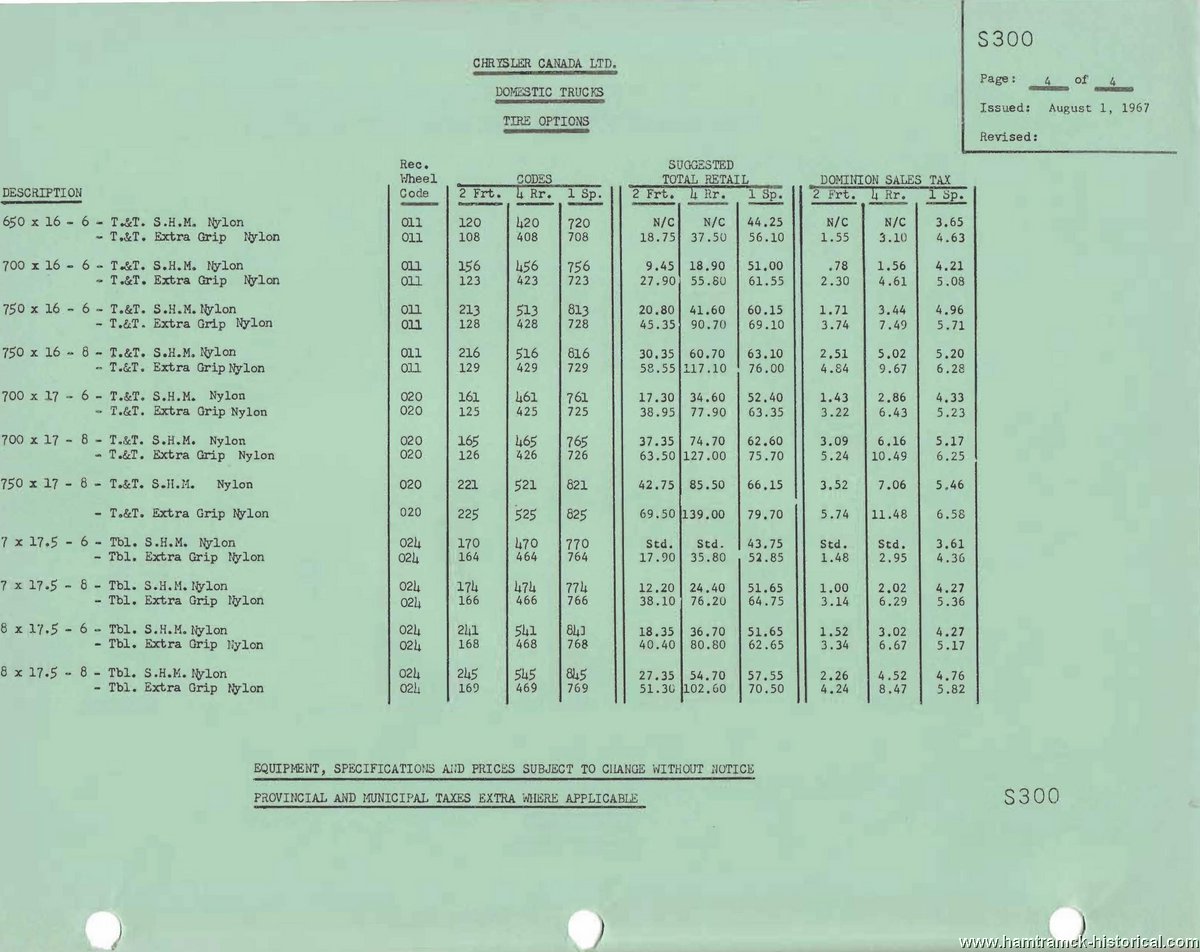 S300
Page: 4 of 4
Issued: August 1, 1967
Revised:
CHRYSLER CANADA LTD.
DOMESTIC TRUCKS
TIRE OPTIONS
Rec. SUGGESTED
Wheel CODES TOTAL RETAIL DOMINION SALES TAX
DESCRIPTION Code 2 Frt. 4 Rr. 1 Sp. 2 Frt. 4 Rr. 1 Sp. 2 Frt. 4 Rr. 1 Sp.
650 x 16 - 6 - T.&T. S.H.M. Nylon 011 120 420 720 N/C N/C 44.25 N/C N/C 3.65
- T.&T. Extra Grip Nylon 011 108 408 708 18.75 37.50 56.10 1.55 3.10 4.63
700 x 16 - 6 - T.&T. S.H.M. Nylon 011 156 456 756 9.45 18.90 51.00 .78 1.56 4.21
- T.&T. Extra Grip Nylon 011 123 423 723 27.90 55.80 61.55 2.30 4.61 5.08
750 x 16 - 6 - T.&T. S.H.M. Nylon 011 213 513 813 20.80 41.60 60.15 1.71 3.44 4.96
- T.&T. Extra Grip Nylon 011 128 428 728 45.35 90.70 69.10 3.74 7.49 5.71
750 x 16 - 8 - T.&T. S.H.M. Nylon 011 216 516 816 30.35 60.70 63.10 2.51 5.02 5.20
- T.&T. Extra Grip Nylon 011 129 429 729 58.55 117.10 76.00 4.84 9.67 6.28
700 x 17 - 6 - T.&T. S.H.M. Nylon 020 161 461 761 17.30 34.60 52.40 1.43 2.86 4.33
- T.&T. Extra Grip Nylon 020 125 425 725 38.95 77.90 63.35 3.22 6.43 5.23
700 x 17 - 8 - T.&T. S.H.M. Nylon 020 165 465 765 37.35 74.70 62.60 3.09 6.16 5.17
- T.&T. Extra Grip Nylon 020 126 426 726 63.50 127.00 75.70 5.24 10.49 6.25
750 x 17 - 8 - T.&T. S.H.M. Nylon 020 221 521 821 42.75 85.50 66.15 3.52 7.06 5.46
- T.&T. Extra Grip Nylon 020 225 525 825 69.50 139.00 79.70 5.74 11.48 6.58
7 x 17.5 - 6 - Tbl. S.H.M. Nylon 024 170 470 770 Std. Std. 43.75 Std. Std. 3.61
- Tbl. Extra Grip Nylon 024 164 464 764 17.90 35.80 52.85 1.48 2.95 4.36
7 x 17.5 - 8 - Tbl. S.H.M. Nylon 024 174 474 774 12.20 24.40 51.65 1.00 2.02 4.27
- Tbl. Extra Grip Nylon 024 166 466 766 38.10 76.20 64.75 3.14 6.29 5.36
8 x 17.5 - 6 - Tbl. S.H.M. Nylon 024 241 541 841 18.35 36.70 51.65 1.52 3.02 4.27
- Tbl. Extra Grip Nylon 024 168 468 768 40.40 80.80 62.65 3.34 6.67 5.17
8 x 17.5 - 8 - Tbl. S.H.M. Nylon 024 245 545 845 27.35 54.70 57.55 2.26 4.52 4.76
- Tbl. Extra Grip Nylon 024 169 469 769 51.30 102.60 70.50 4.24 8.47 5.82
EQUIPMENT, SPECIFICATIONS AND PRICES SUBJECT TO CHANGE WITHOUT NOTICE
PROVINCIAL AND MUNICIPAL TAXES EXTRA WHERE APPLICABLE
S300
www.hamtramck-historical.com